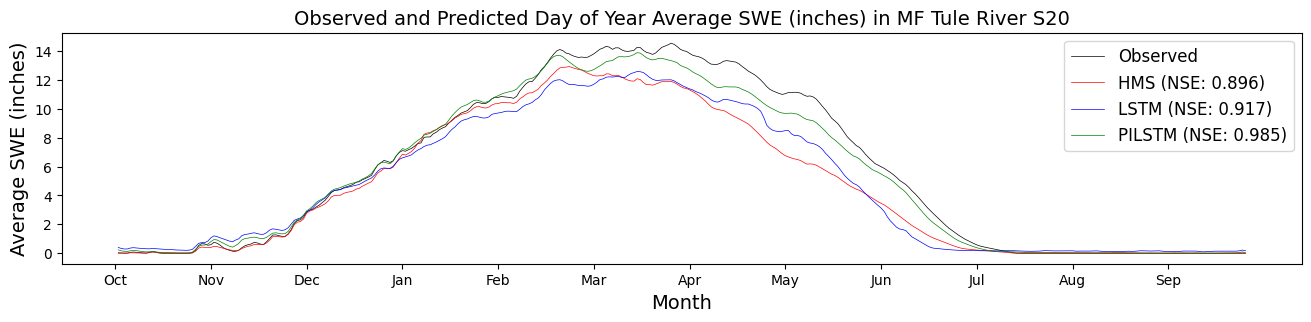 Observed and Predicted Day of Year Average SWE (inches) in MF Tule River S20
Average SWE (inches)
14
12
10
8
6
4
2
0
Observed
HMS (NSE: 0.896)
LSTM (NSE: 0.917)
PILSTM (NSE: 0.985)
Oct Nov Dec Jan Feb Mar Apr May Jun Jul Aug Sep
Month